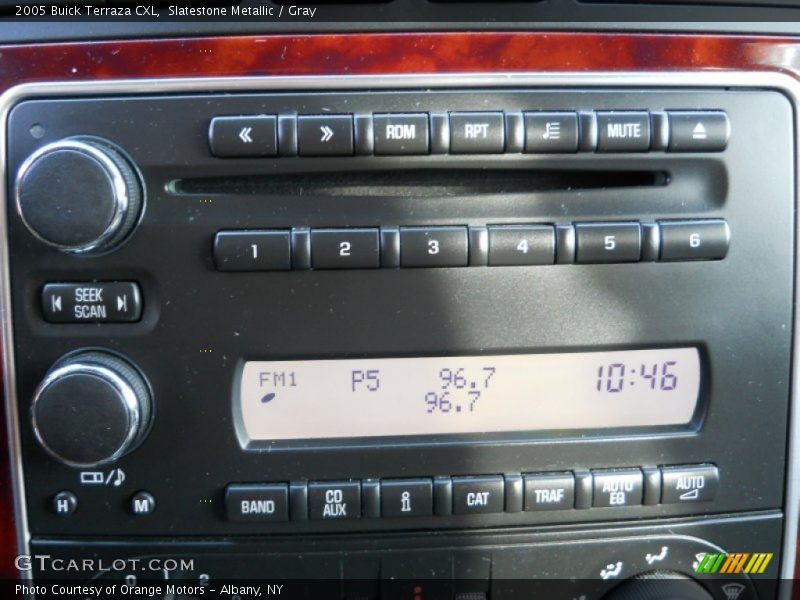 2005 Buick Terraza CXL, Slatestone Metallic / Gray
« » RDM RPT MUTE
1 2 3 4 5 6
SEEK
SCAN
FM1 P5 96.7 10:46
96.7
H M
BAND CD AUX i CAT TRAF AUTO EQ AUTO
GTCARLOT.COM
Photo Courtesy of Orange Motors - Albany, NY